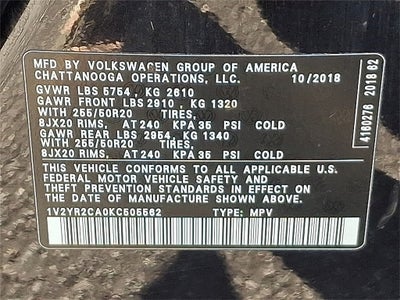 MFD BY VOLKSWAGEN GROUP OF AMERICA
CHATTANOOGA OPERATIONS, LLC. 10/2018
GVWR LBS 5754 , KG 2610
GAWR FRONT LBS 2910 , KG 1320
WITH 255/50R20 TIRES,
8JX20 RIMS, AT 240 KPA 35 PSI COLD
GAWR REAR LBS 2954, KG 1340
WITH 255/50R20 TIRES,
8JX20 RIMS, AT 240 KPA 35 PSI COLD
THIS VEHICLE CONFORMS TO ALL APPLICABLE U.S.
FEDERAL MOTOR VEHICLE SAFETY AND
THEFT PREVENTION STANDARDS IN EFFECT ON
THE DATE OF MANUFACTURE SHOWN ABOVE.
1V2YR2CA0KC505562 TYPE: MPV
4160276 2018 62